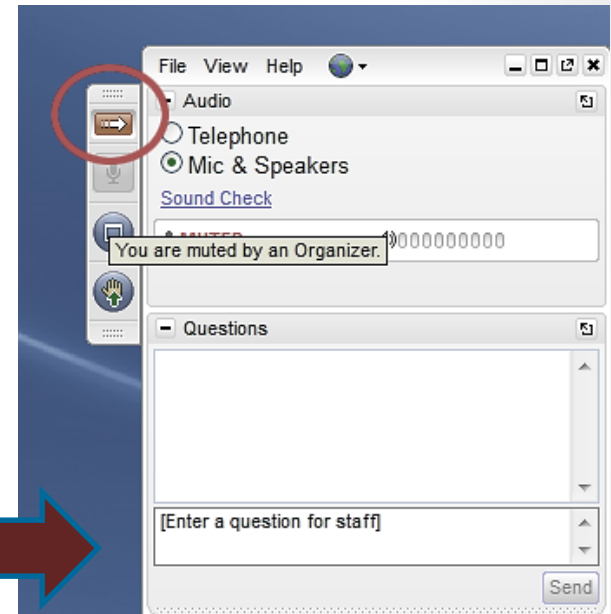 File View Help
Audio
Telephone
Mic & Speakers
Sound Check
MUTED 000000000
You are muted by an Organizer.
Questions
[Enter a question for staff]
Send